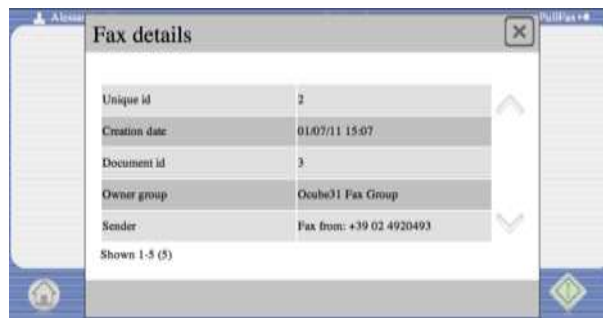 Fax details
Unique id 2
Creation date 01/07/11 15:07
Document id 3
Owner group Ocube31 Fax Group
Sender Fax from: +39 02 4920493
Shown 1-5 (5)